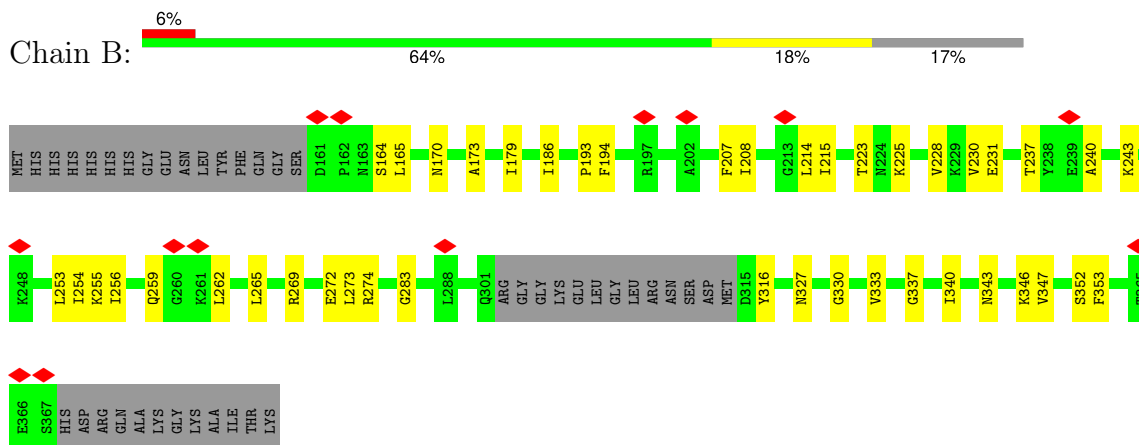 6%
Chain B:
64% 18% 17%
MET HIS HIS HIS HIS HIS HIS GLY GLU ASN LEU TYR PHE GLN GLY SER D161 P162 N163 S164 L165 N170 A173 I179 I186 P193 F194 R197 A202 F207 I208 G213 L214 I215 T223 N224 K225 V228 K229 V230 E231 T237 Y238 E239 A240 K243
K248 L253 I254 K255 I256 Q259 G260 K261 L262 L265 R269 E272 L273 R274 G283 L288 Q301 ARG GLY GLY LYS GLU LEU GLY LEU ARG ASN SER ASP MET D315 Y316 N327 G330 V333 G337 I340 N343 K346 V347 S352 F353
E366 S367 HIS ASP ARG GLN ALA LYS GLY LYS ALA ILE THR LYS